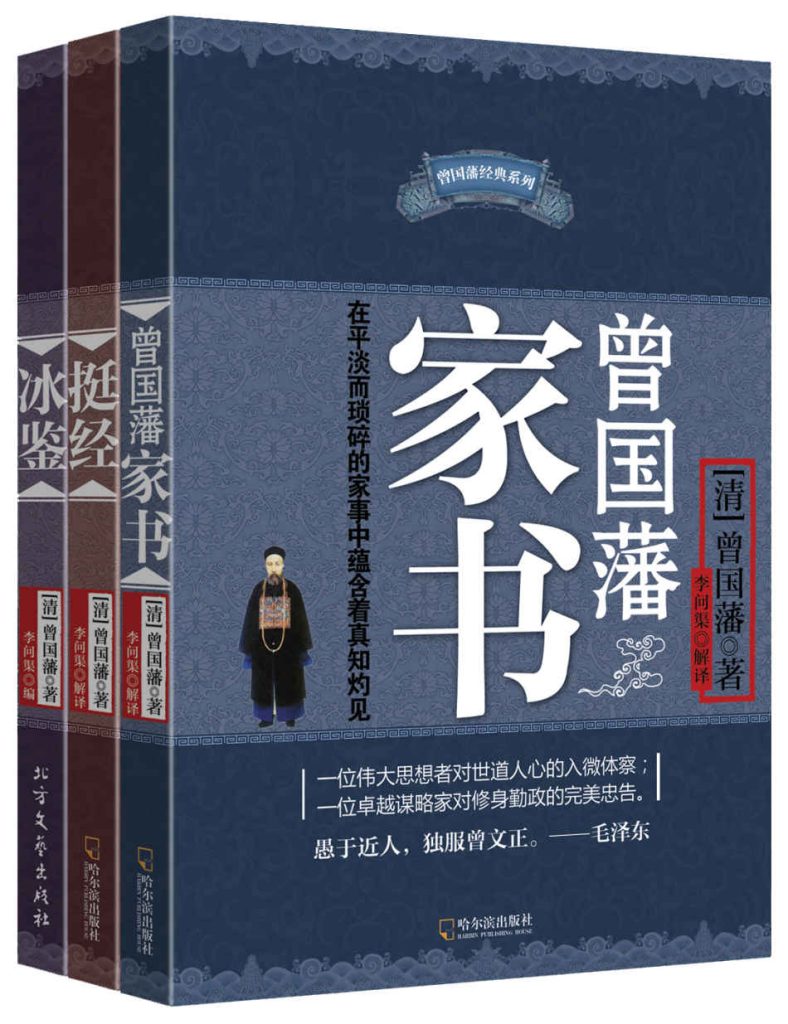 曾国藩经典系列
曾国藩
家书
[清]曾国藩◎著
李问渠◎解译
在平淡而琐碎的家事中蕴含着真知灼见
一位伟大思想者对世道人心的入微体察；
一位卓越谋略家对修身勤政的完美忠告。
愚于近人，独服曾文正。——毛泽东
哈尔滨出版社
HARBIN PUBLISHING HOUSE
曾国藩家书
[清]曾国藩◎著
李问渠◎解译
哈尔滨出版社
HARBIN PUBLISHING HOUSE
挺经
[清]曾国藩◎著
李问渠◎解译
哈尔滨出版社
HARBIN PUBLISHING HOUSE
冰鉴
[清]曾国藩◎著
李问渠◎编
北方文艺出版社